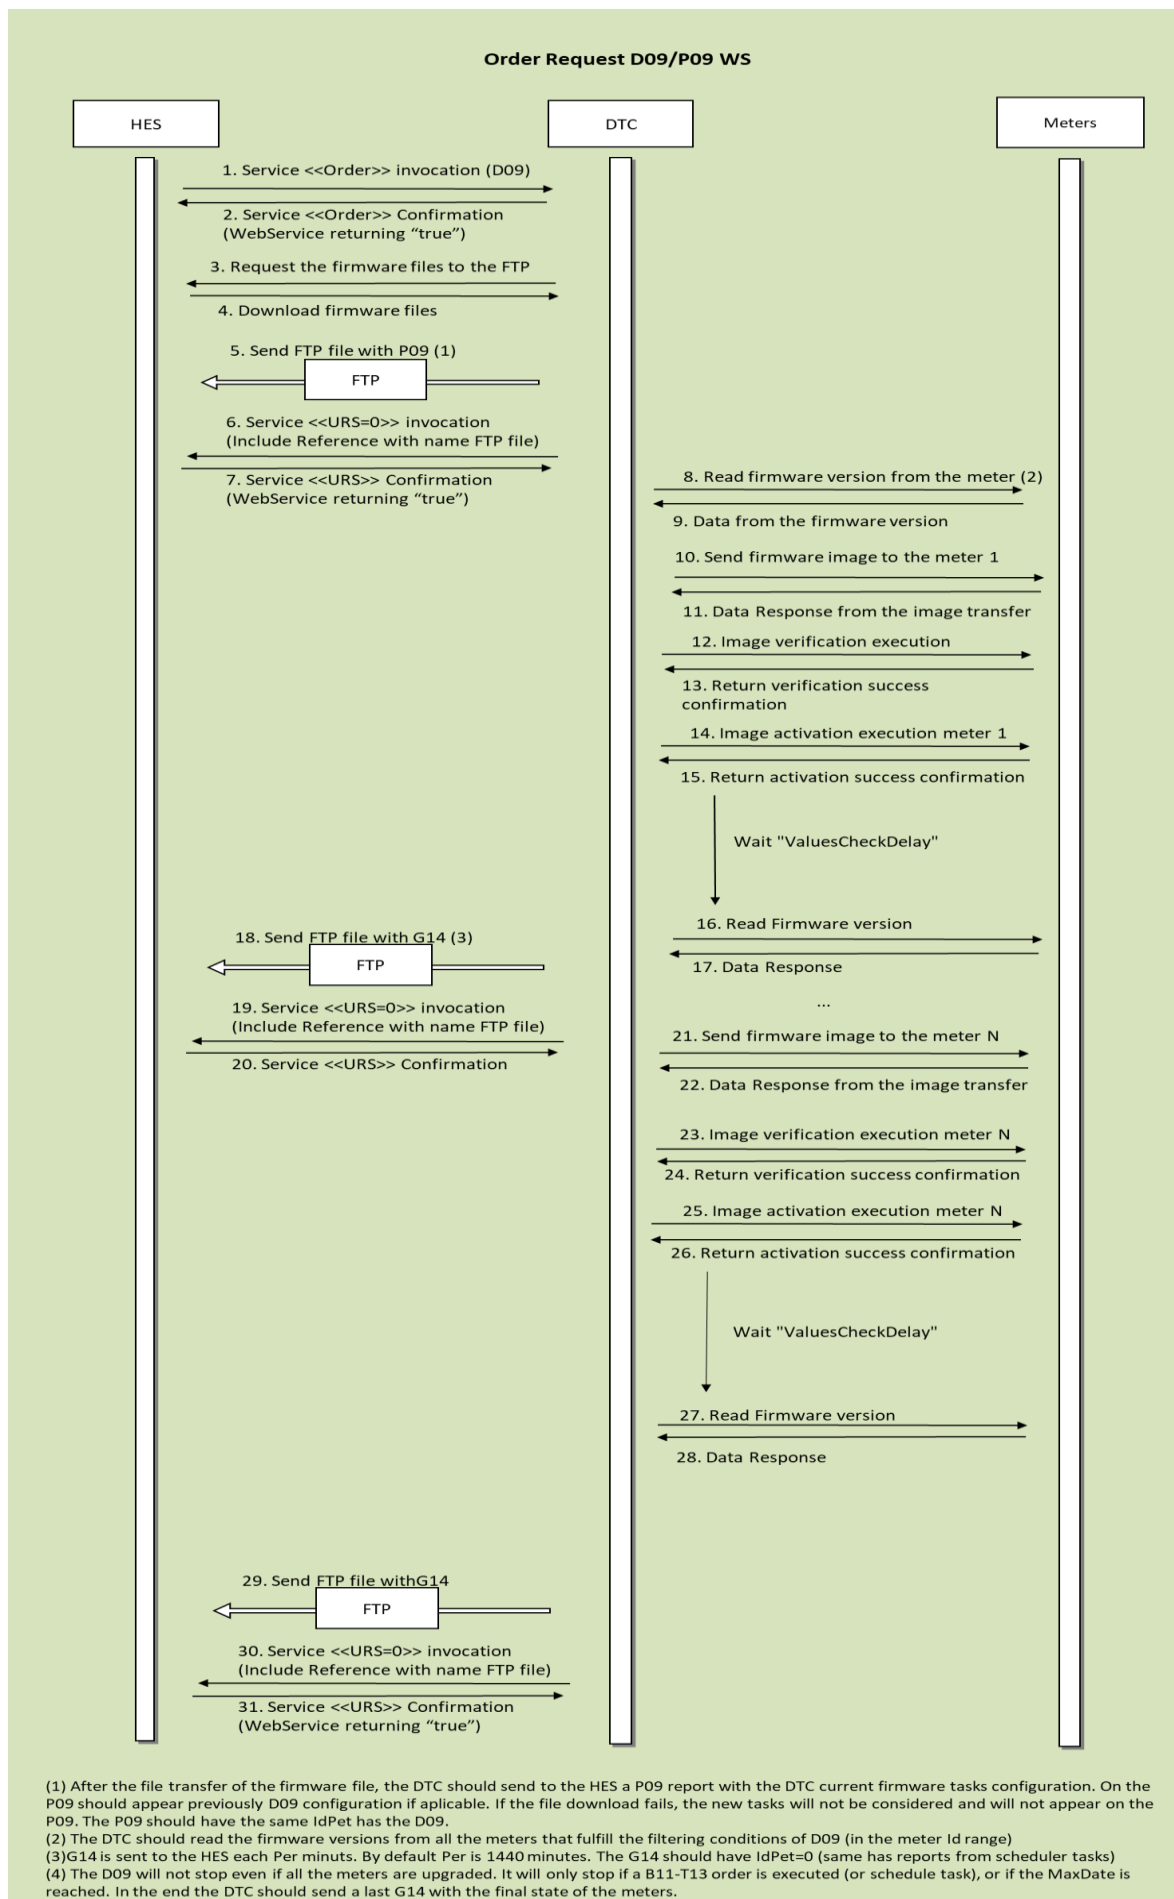 Order Request D09/P09 WS
HES
DTC
Meters
1. Service <<Order>> invocation (D09)
2. Service <<Order>> Confirmation
(WebService returning “true”)
3. Request the firmware files to the FTP
4. Download firmware files
5. Send FTP file with P09 (1)
FTP
6. Service <<URS=0>> invocation
(Include Reference with name FTP file)
7. Service <<URS>> Confirmation
(WebService returning “true”)
8. Read firmware version from the meter (2)
9. Data from the firmware version
10. Send firmware image to the meter 1
11. Data Response from the image transfer
12. Image verification execution
13. Return verification success
confirmation
14. Image activation execution meter 1
15. Return activation success confirmation
Wait "ValuesCheckDelay"
16. Read Firmware version
17. Data Response
18. Send FTP file with G14 (3)
FTP
19. Service <<URS=0>> invocation
(Include Reference with name FTP file)
20. Service <<URS>> Confirmation
...
21. Send firmware image to the meter N
22. Data Response from the image transfer
23. Image verification execution meter N
24. Return verification success confirmation
25. Image activation execution meter N
26. Return activation success confirmation
Wait "ValuesCheckDelay"
27. Read Firmware version
28. Data Response
29. Send FTP file withG14
FTP
30. Service <<URS=0>> invocation
(Include Reference with name FTP file)
31. Service <<URS>> Confirmation
(WebService returning “true”)
(1) After the file transfer of the firmware file, the DTC should send to the HES a P09 report with the DTC current firmware tasks configuration. On the
P09 should appear previously D09 configuration if aplicable. If the file download fails, the new tasks will not be considered and will not appear on the
P09. The P09 should have the same IdPet has the D09.
(2) The DTC should read the firmware versions from all the meters that fulfill the filtering conditions of D09 (in the meter Id range)
(3)G14 is sent to the HES each Per minuts. By default Per is 1440 minutes. The G14 should have IdPet=0 (same has reports from scheduler tasks)
(4) The D09 will not stop even if all the meters are upgraded. It will only stop if a B11-T13 order is executed (or schedule task), or if the MaxDate is
reached. In the end the DTC should send a last G14 with the final state of the meters.